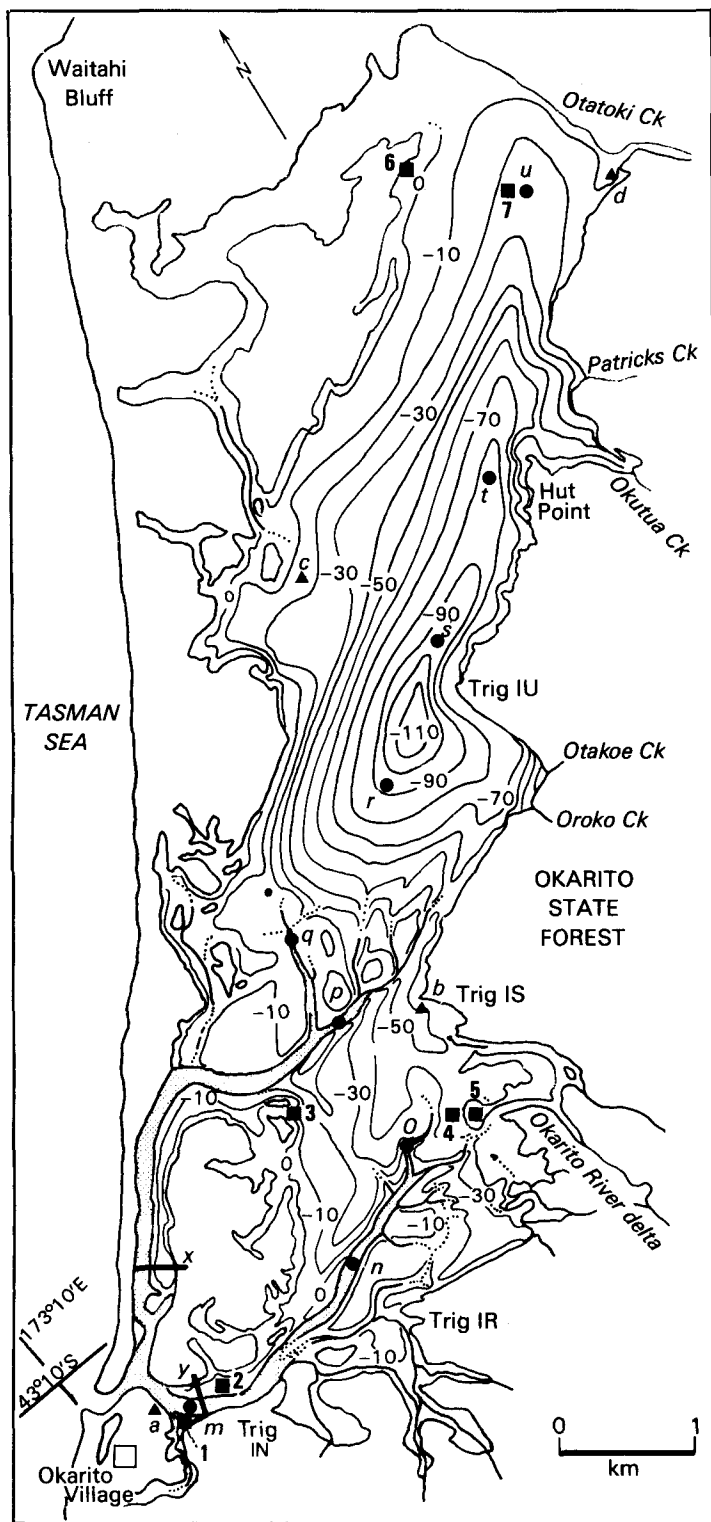 Waitahi
Bluff
N
Otatoki Ck
6
0
u
7
d
-10
Patricks Ck
-30
-70
t
Hut
Point
Okutua Ck
0
c
-30
-50
0
-90
s
Trig IU
TASMAN
SEA
-110
Otakoe Ck
r
-90
-70
Oroko Ck
OKARITO
STATE
FOREST
q
p
b
Trig IS
-10
-50
-30
-10
3
4
5
0
o
Okarito River delta
-30
-10
-10
x
n
0
173°10'E
43°10'S
Trig IR
-10
y
2
a
m
Trig
IN
1
Okarito
Village
0
1
km